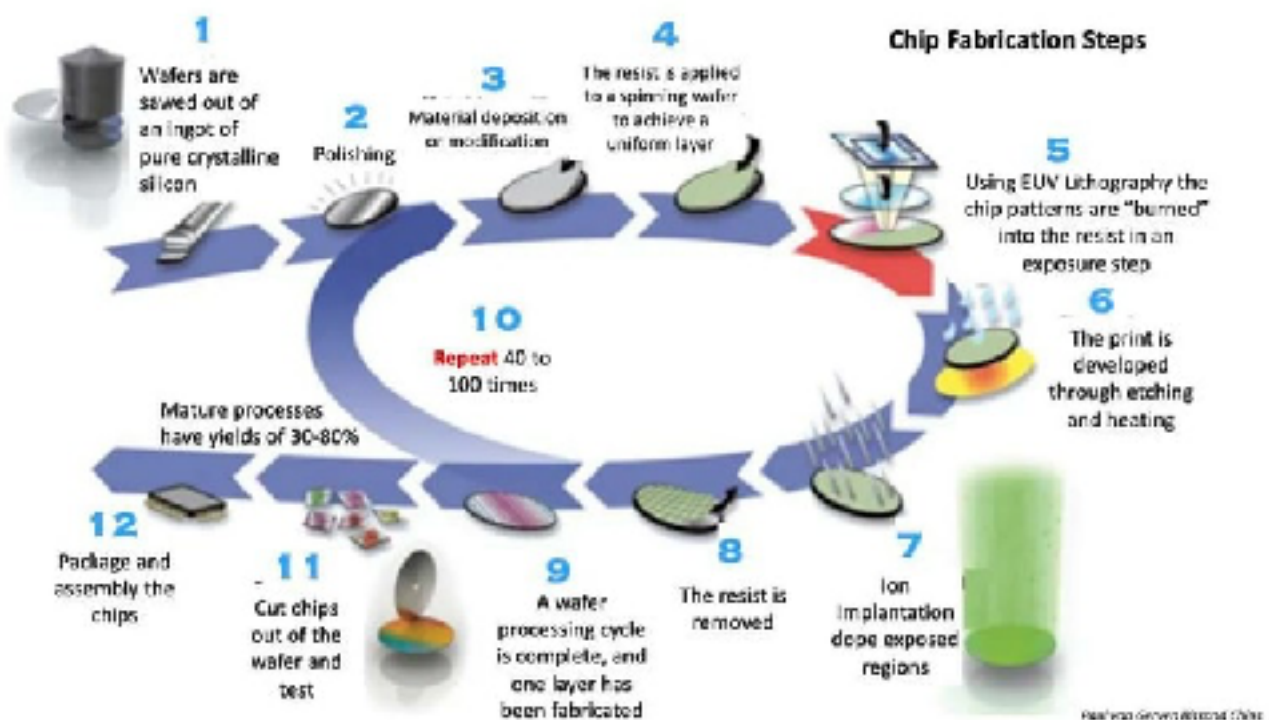 Chip Fabrication Steps
1
Wafers are
sawed out of
an ingot of
pure crystalline
silicon
2
Polishing
3
Material deposition
or modification
4
The resist is applied
to a spinning wafer
to achieve a
uniform layer
5
Using EUV Lithography the
chip patterns are "burned"
into the resist in an
exposure step
6
The print is
developed
through etching
and heating
7
Ion
Implantation
dope exposed
regions
8
The resist is
removed
9
A wafer
processing cycle
is complete, and
one layer has
been fabricated
10
Repeat 40 to
100 times
Mature processes
have yields of 30-80%
11
Cut chips
out of the
wafer and
test
12
Package and
assembly the
chips